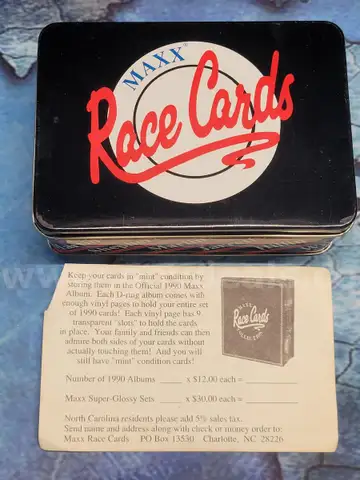 MAXX®
Race Cards
Keep your cards in "mint" condition by
storing them in the Official 1990 Maxx
Album. Each D-ring album comes with
enough vinyl pages to hold your entire set
of 1990 cards! Each vinyl page has 9
transparent "slots" to hold the cards
in place. Your family and friends can then
admire both sides of your cards without
actually touching them! And you will
still have "mint" condition cards!
MAXX
Race Cards
Number of 1990 Albums _____ x $12.00 each = __________
Maxx Super-Glossy Sets _____ x $30.00 each = __________
North Carolina residents please add 5% sales tax.
Send name and address along with check or money order to:
Maxx Race Cards PO Box 13530 Charlotte, NC 28226